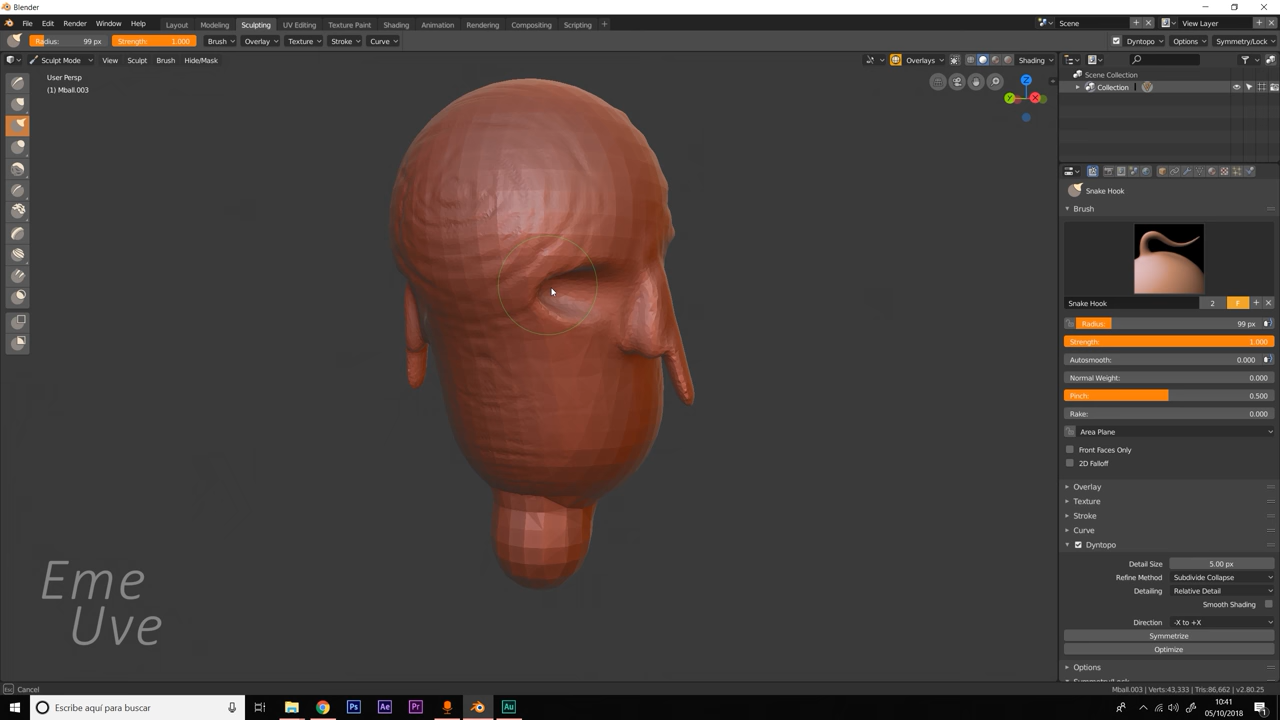 Blender
File Edit Render Window Help
Layout Modeling Sculpting UV Editing Texture Paint Shading Animation Rendering Compositing Scripting +
Scene View Layer
Radius: 99 px Strength: 1.000 Brush Overlay Texture Stroke Curve
Dyntopo Options Symmetry/Lock
Sculpt Mode View Sculpt Brush Hide/Mask
Overlays Shading
User Persp
(1) Mball.003
Scene Collection
Collection
Snake Hook
Brush
Snake Hook 2 F
Radius: 99 px
Strength: 1.000
Autosmooth: 0.000
Normal Weight: 0.000
Pinch: 0.500
Rake: 0.000
Area Plane
Front Faces Only
2D Falloff
Overlay
Texture
Stroke
Curve
Dyntopo
Detail Size 5.00 px
Refine Method Subdivide Collapse
Detailing Relative Detail
Smooth Shading
Direction -X to +X
Symmetrize
Optimize
Options
Eme
Uve
Cancel
Mball.003 | Verts:43,333 | Tris:86,662 | v2.80.25
Escribe aquí para buscar
Ps Ae Pr Au
10:41
05/10/2018